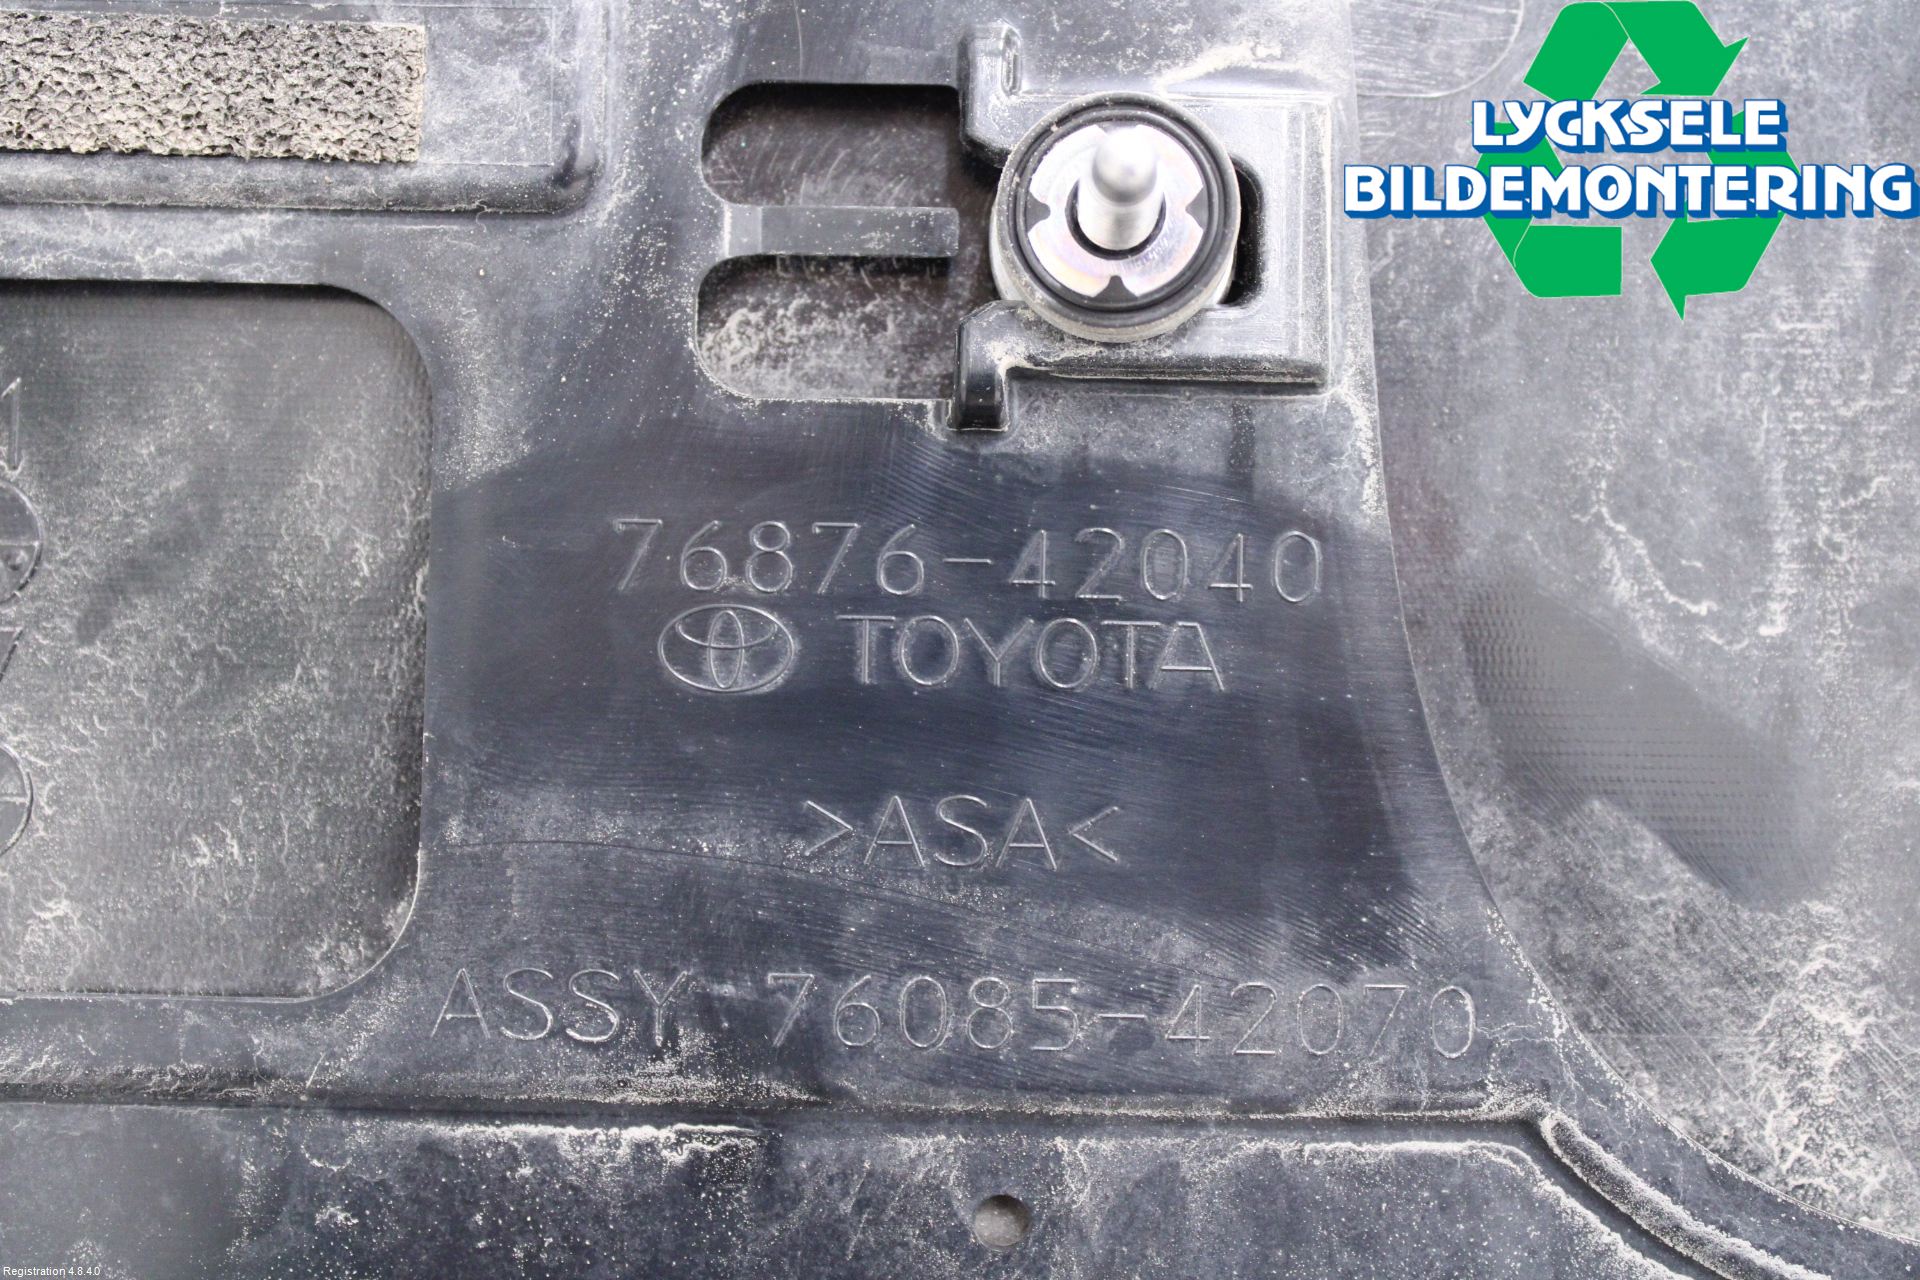 LYCKSELE
BILDEMONTERING
76876-42040
TOYOTA
>ASA<
ASSY 76085-42070
Registration 4.8.4.0